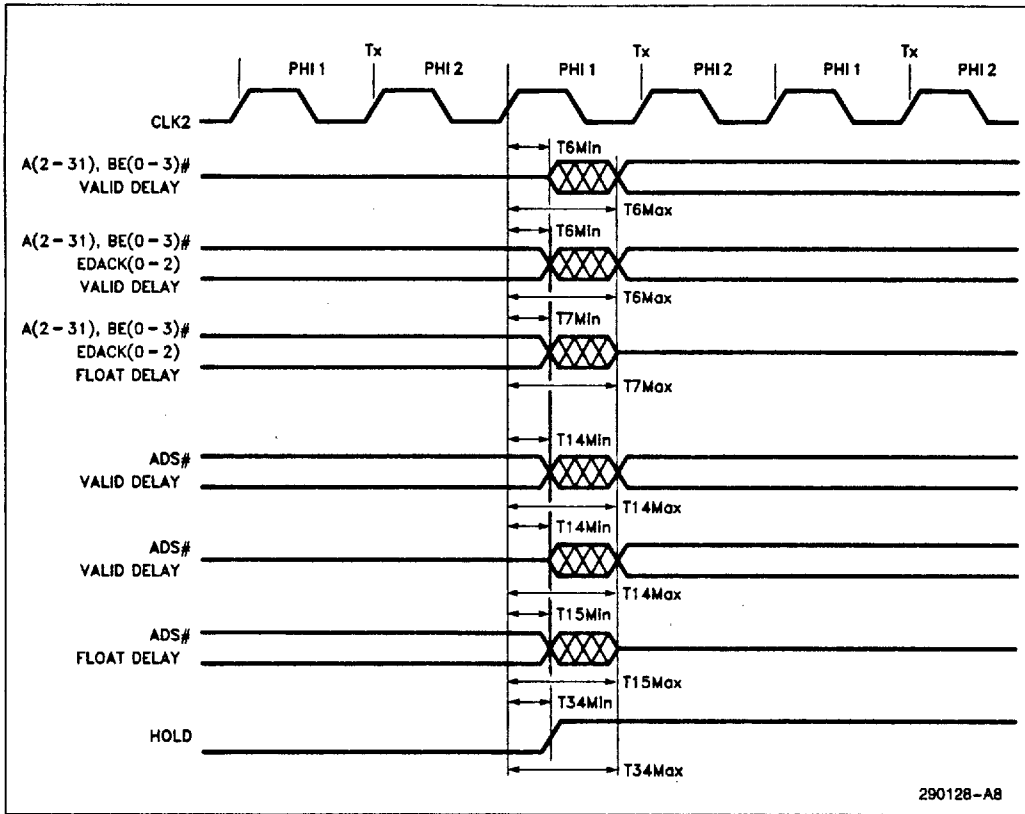 Tx Tx Tx
PHI 1 PHI 2 PHI 1 PHI 2 PHI 1 PHI 2
CLK2
T6Min
A(2-31), BE(0-3)#
VALID DELAY
T6Max
T6Min
A(2-31), BE(0-3)#
EDACK(0-2)
VALID DELAY
T6Max
T7Min
A(2-31), BE(0-3)#
EDACK(0-2)
FLOAT DELAY
T7Max
T14Min
ADS#
VALID DELAY
T14Max
T14Min
ADS#
VALID DELAY
T14Max
T15Min
ADS#
FLOAT DELAY
T15Max
T34Min
HOLD
T34Max
290128-A8